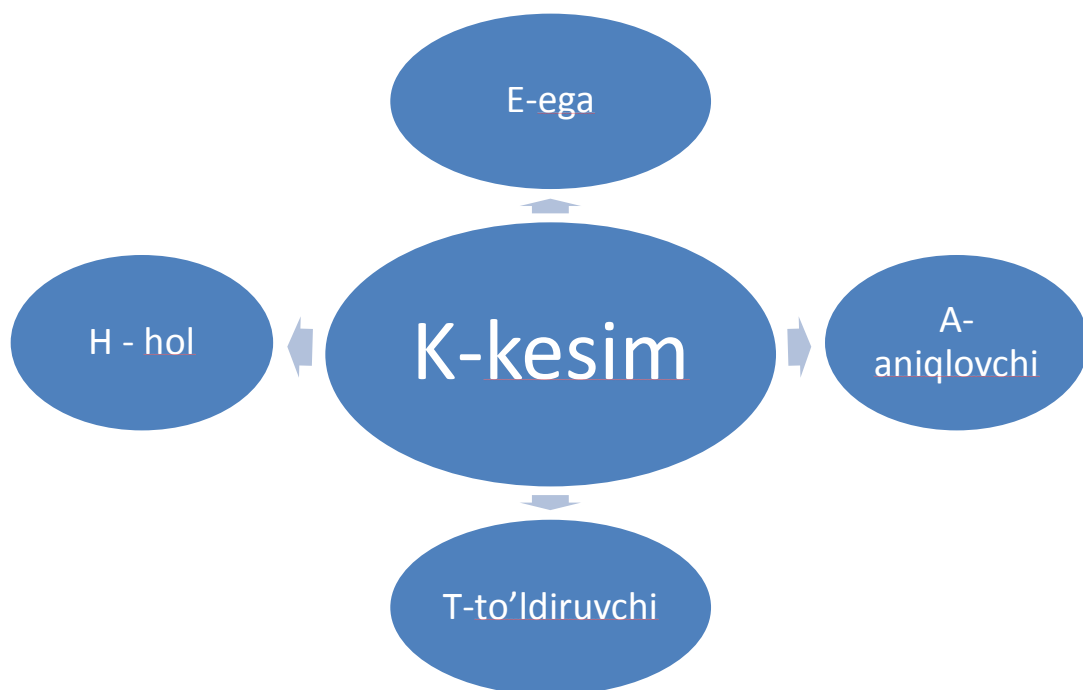 E-ega
H - hol
K-kesim
A-
aniqlovchi
T-to’ldiruvchi